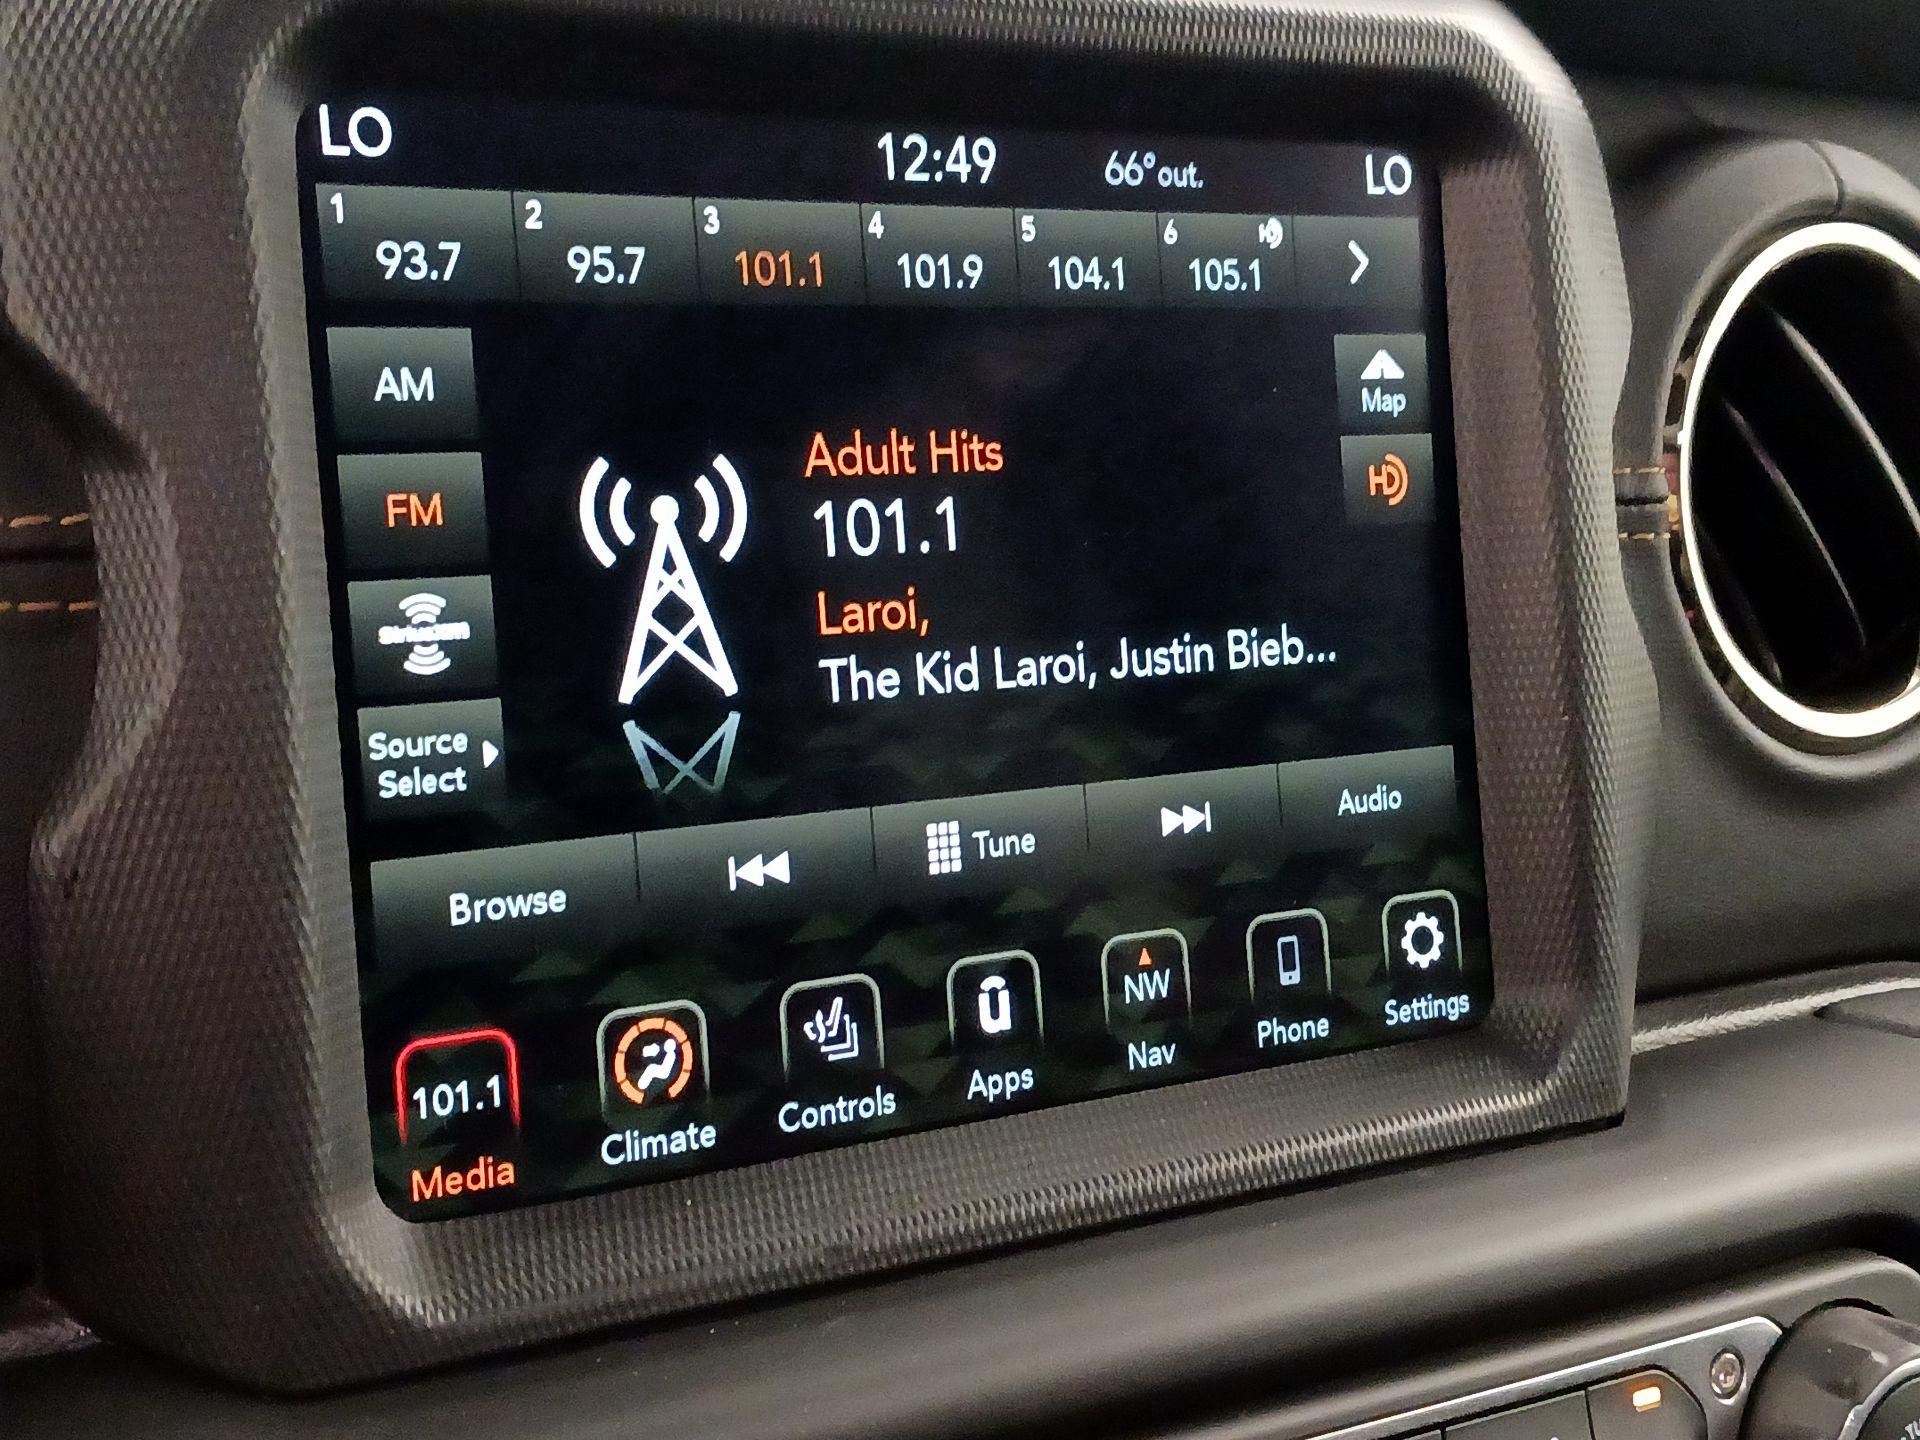 LO 12:49 66° out. LO
1 2 3 4 5 6 HD
93.7 95.7 101.1 101.9 104.1 105.1
AM
Map
FM
HD
Adult Hits
101.1
Laroi,
The Kid Laroi, Justin Bieb...
SiriusXM
Source
Select
Browse Tune Audio
101.1 NW
Media Climate Controls Apps Nav Phone Settings